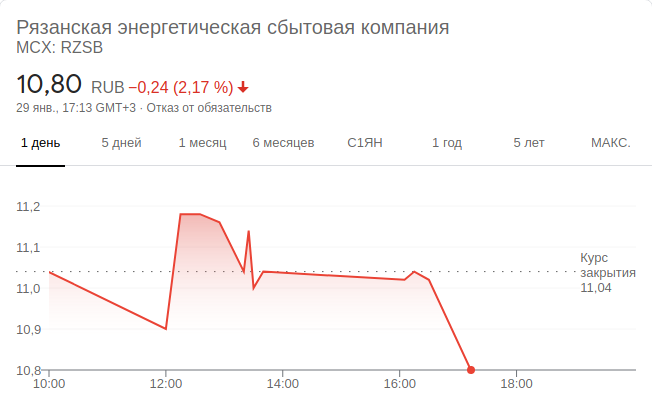 Рязанская энергетическая сбытовая компания
MCX: RZSB
10,80 RUB −0,24 (2,17 %)
29 янв., 17:13 GMT+3 · Отказ от обязательств
1 день 5 дней 1 месяц 6 месяцев С1ЯН 1 год 5 лет МАКС.
11,2
11,1
11,0
10,9
10,8
Курс
закрытия
11,04
10:00 12:00 14:00 16:00 18:00